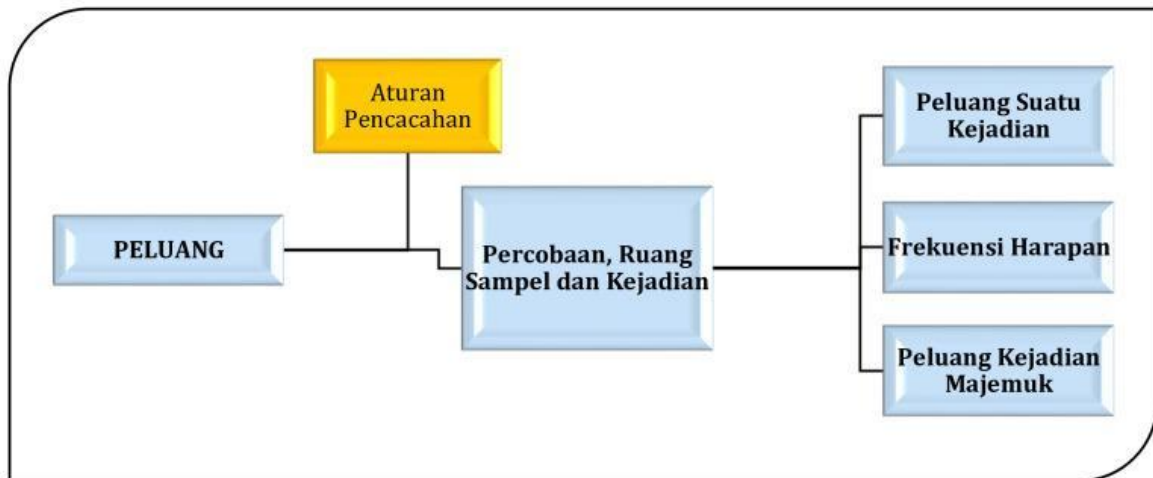 Aturan
Pencacahan
PELUANG
Percobaan, Ruang
Sampel dan Kejadian
Peluang Suatu
Kejadian
Frekuensi Harapan
Peluang Kejadian
Majemuk